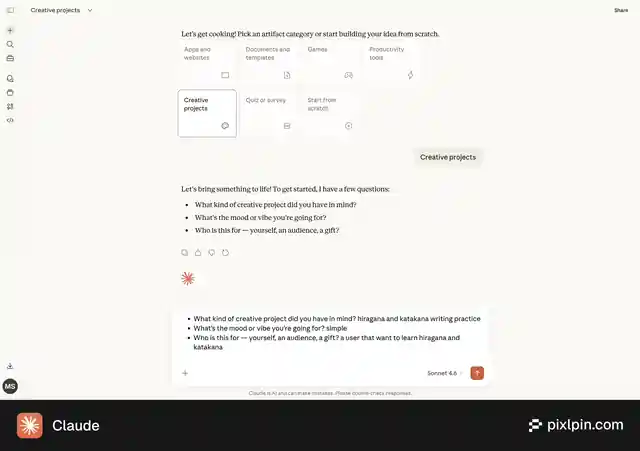 Creative projects
Share
Let's get cooking! Pick an artifact category or start building your idea from scratch.
Apps and
websites
Documents and
templates
Games
Productivity
tools
Creative
projects
Quiz or survey
Start from
scratch
Creative projects
Let's bring something to life! To get started, I have a few questions:
• What kind of creative project did you have in mind?
• What's the mood or vibe you're going for?
• Who is this for — yourself, an audience, a gift?
• What kind of creative project did you have in mind? hiragana and katakana writing practice
• What's the mood or vibe you're going for? simple
• Who is this for — yourself, an audience, a gift? a user that want to learn hiragana and
katakana
Sonnet 4.6
MS
Claude is AI and can make mistakes. Please double-check responses.
Claude
pixlpin.com